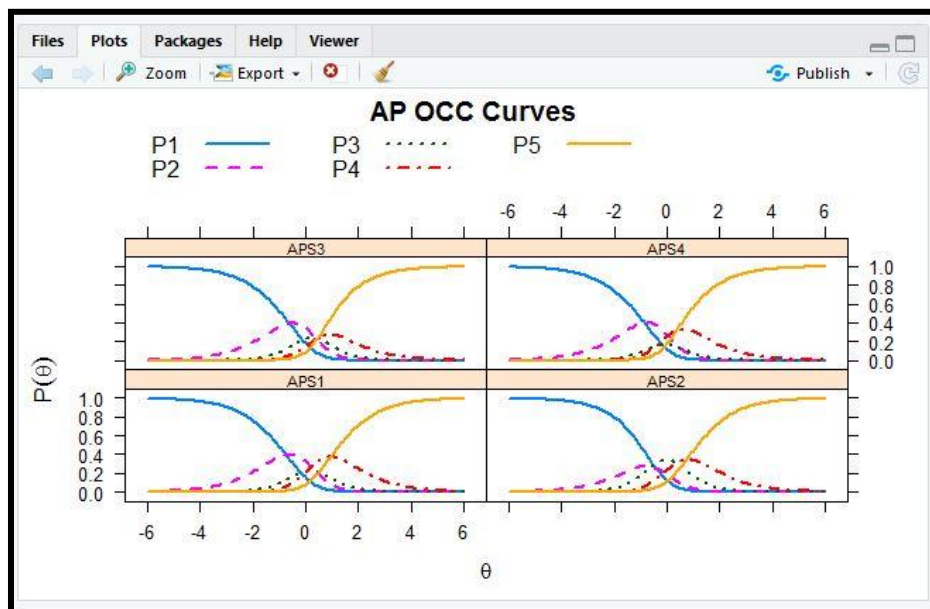 Files Plots Packages Help Viewer
Zoom Export Publish
AP OCC Curves
P1 P3 P5
P2 P4
-6 -4 -2 0 2 4 6
APS3 APS4
1.0
0.8
0.6
0.4
0.2
0.0
P(θ)
APS1 APS2
1.0
0.8
0.6
0.4
0.2
0.0
-6 -4 -2 0 2 4 6
θ